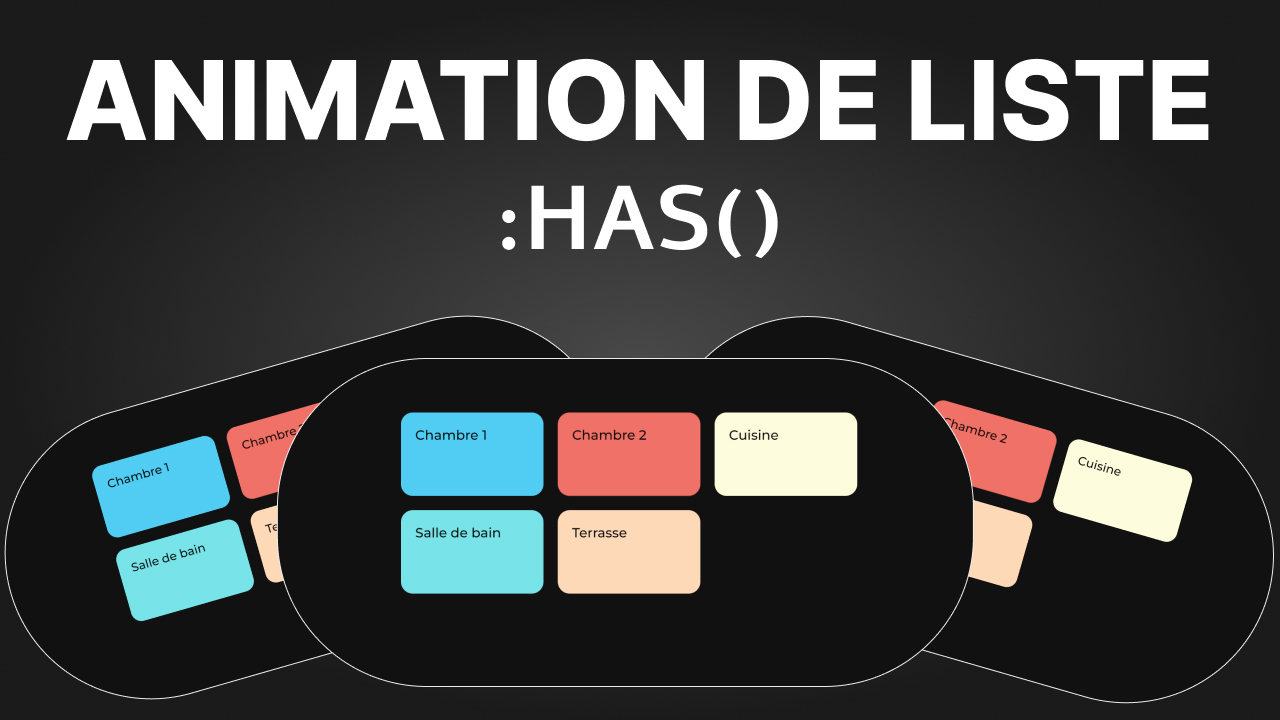 ANIMATION DE LISTE
:HAS()
Chambre 1
Chambre 2
Salle de bain
Te
Chambre 1
Chambre 2
Cuisine
Salle de bain
Terrasse
Chambre 2
Cuisine